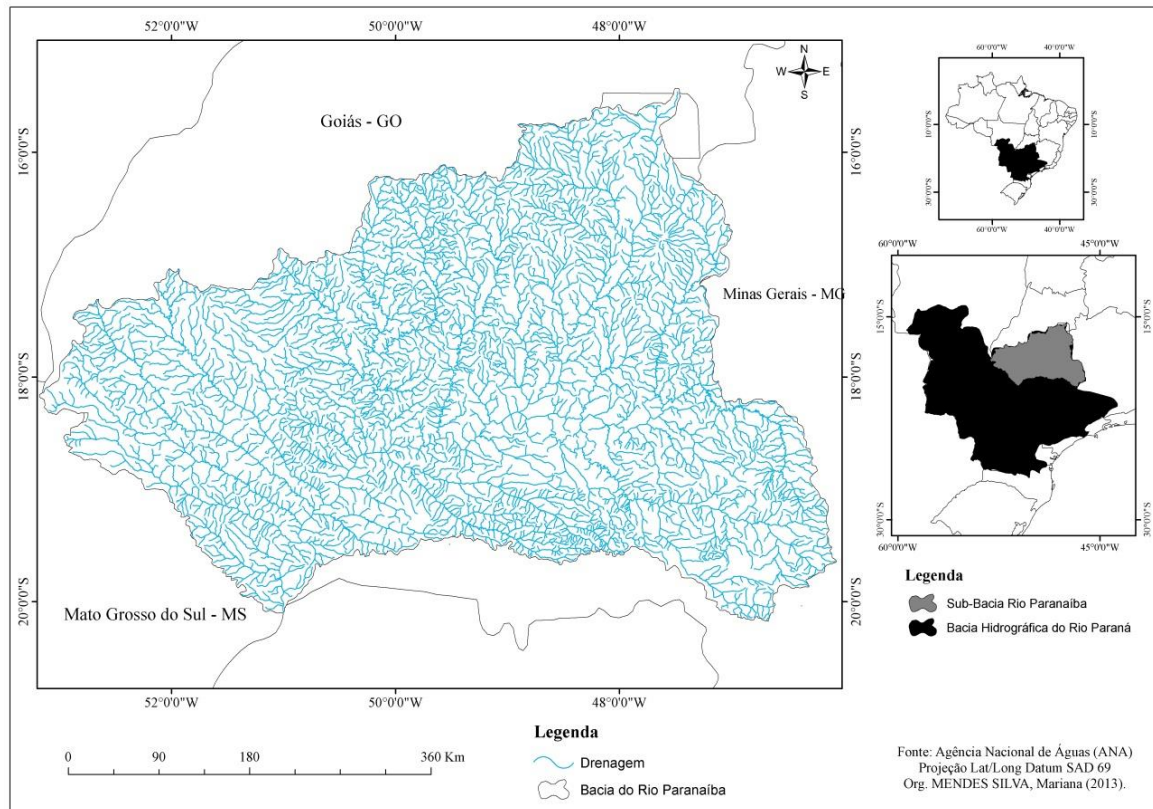 52°0'0"W 50°0'0"W 48°0'0"W
N
W E
S
Goiás - GO
16°0'0"S
16°0'0"S
Minas Gerais - MG
18°0'0"S
18°0'0"S
Mato Grosso do Sul - MS
20°0'0"S
20°0'0"S
52°0'0"W 50°0'0"W 48°0'0"W
0 90 180 360 Km
Legenda
Drenagem
Bacia do Rio Paranaíba
60°0'0"W 40°0'0"W
10°0'0"S
10°0'0"S
30°0'0"S
30°0'0"S
60°0'0"W 40°0'0"W
60°0'0"W 45°0'0"W
15°0'0"S
15°0'0"S
30°0'0"S
30°0'0"S
60°0'0"W 45°0'0"W
Legenda
Sub-Bacia Rio Paranaíba
Bacia Hidrográfica do Rio Paraná
Fonte: Agência Nacional de Águas (ANA)
Projeção Lat/Long Datum SAD 69
Org. MENDES SILVA, Mariana (2013).